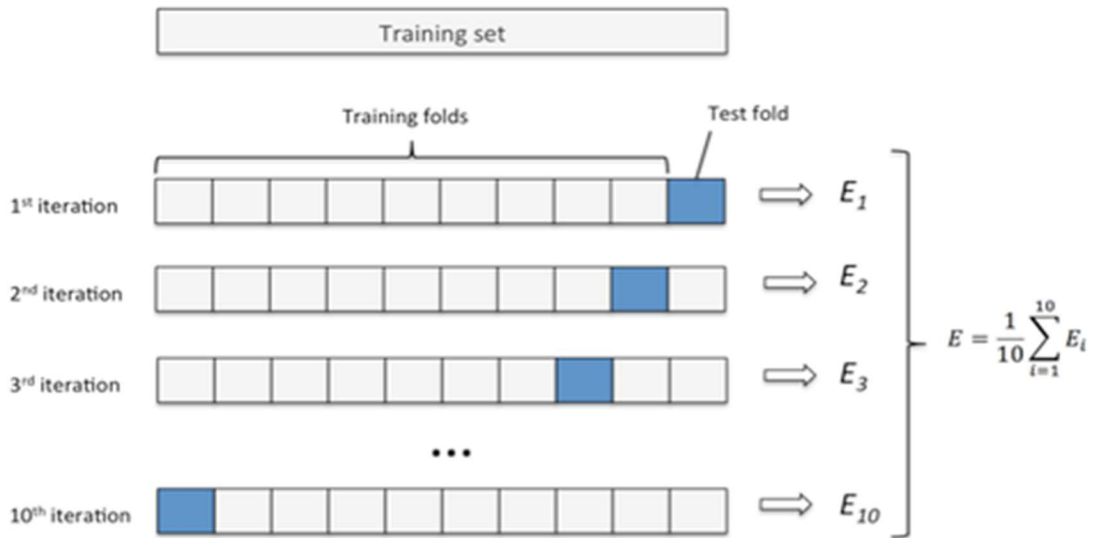 Training set
Training folds
Test fold
1st iteration
E1
2nd iteration
E2
3rd iteration
E3
E = 1/10 10∑i=1 Ei
...
10th iteration
E10